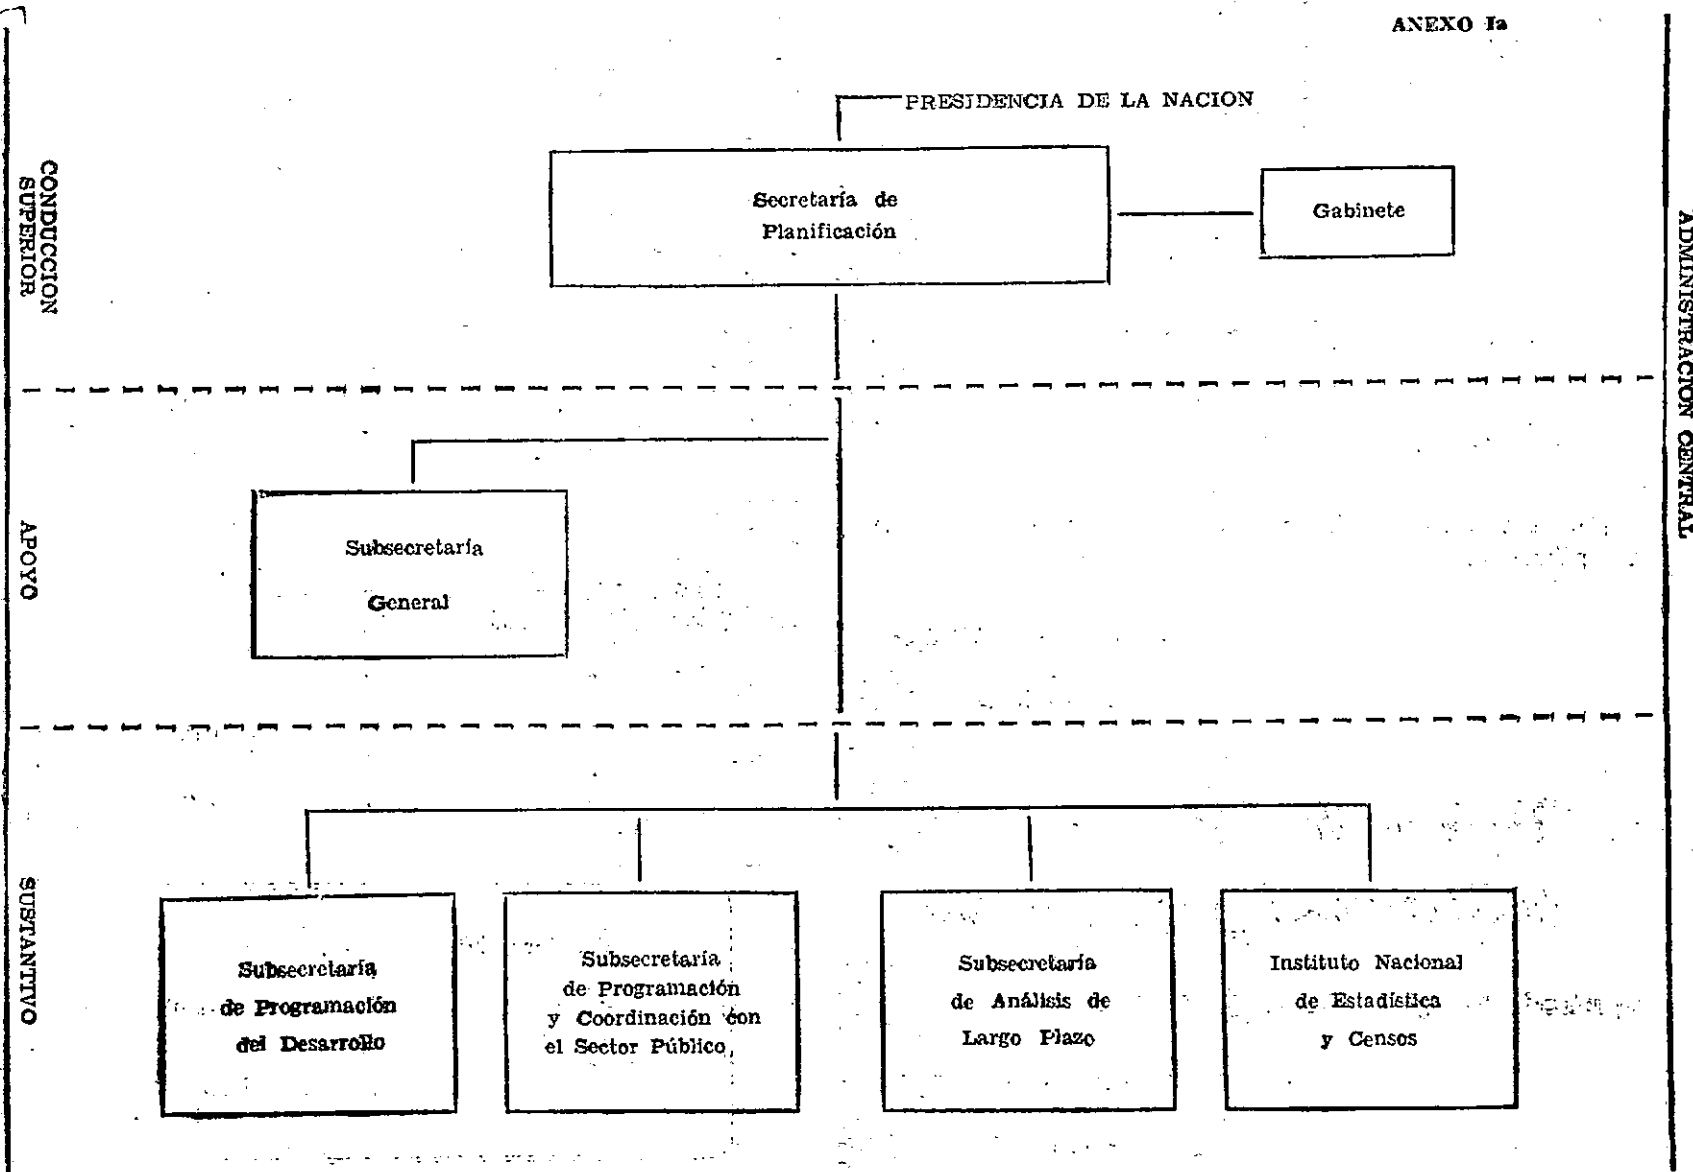 ANEXO Ia
PRESIDENCIA DE LA NACION
CONDUCCION
SUPERIOR
Secretaría de
Planificación
Gabinete
ADMINISTRACION CENTRAL
APOYO
Subsecretaría
General
SUSTANTIVO
Subsecretaría
de Programación
del Desarrollo
Subsecretaria
de Programación
y Coordinación con
el Sector Público,
Subsecretaría
de Análisis de
Largo Plazo
Instituto Nacional
de Estadística
y Censos